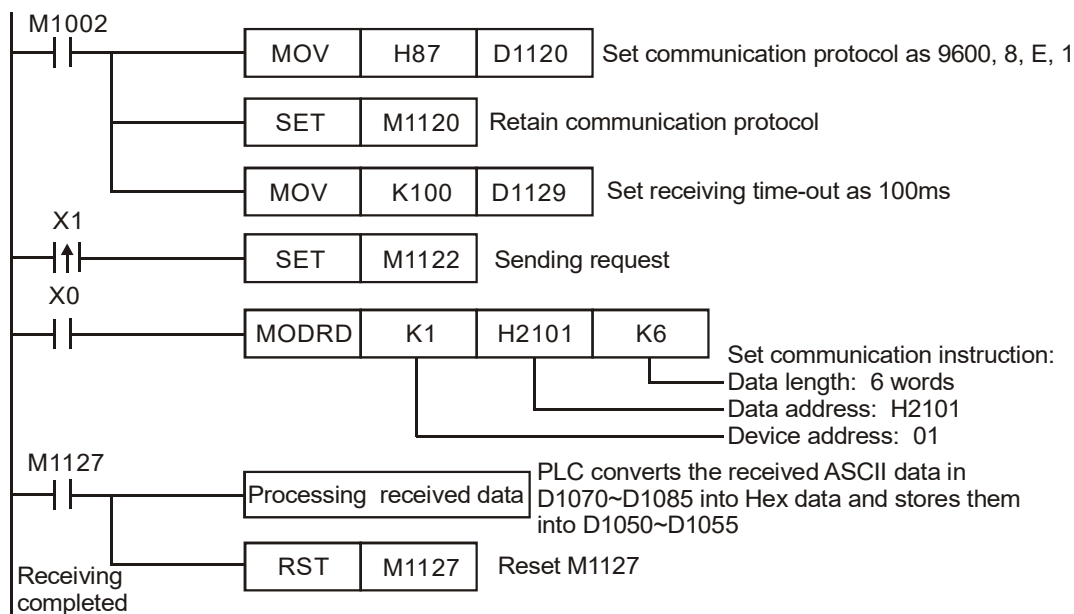 M1002
MOV H87 D1120 Set communication protocol as 9600, 8, E, 1
SET M1120 Retain communication protocol
MOV K100 D1129 Set receiving time-out as 100ms
X1
SET M1122 Sending request
X0
MODRD K1 H2101 K6
Set communication instruction:
Data length: 6 words
Data address: H2101
Device address: 01
M1127
Processing received data
PLC converts the received ASCII data in
D1070~D1085 into Hex data and stores them
into D1050~D1055
RST M1127 Reset M1127
Receiving
completed